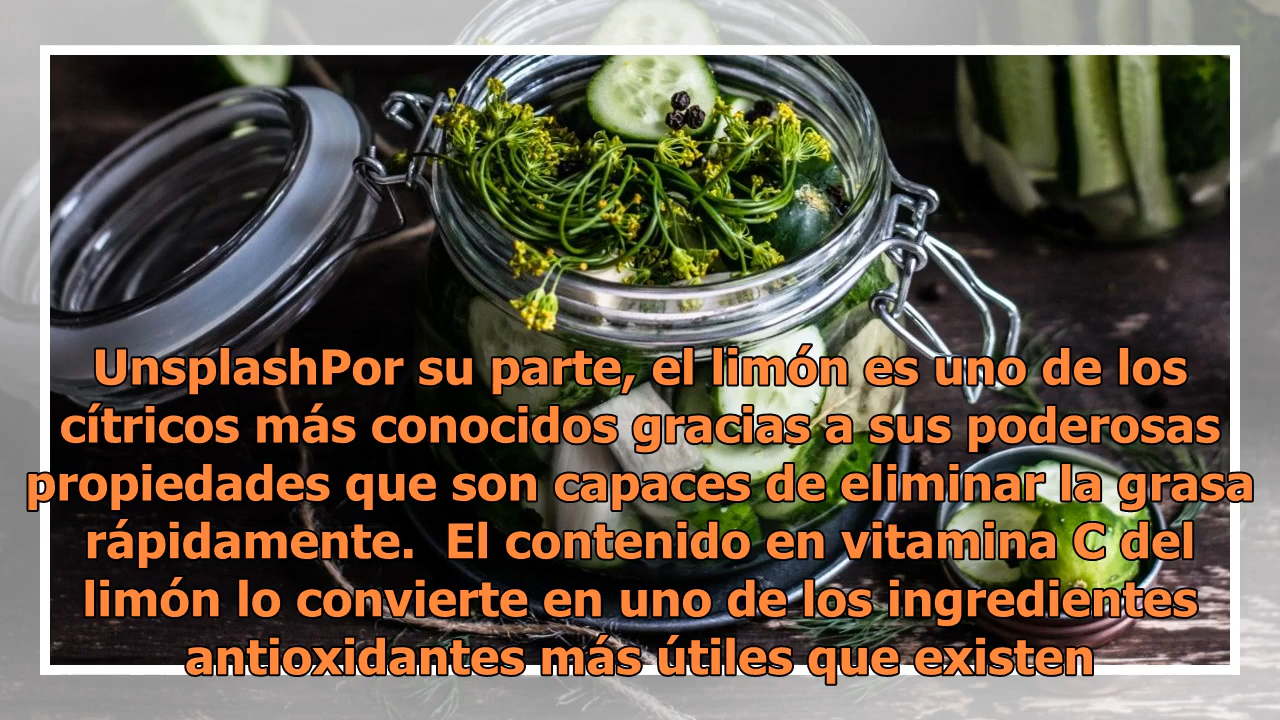 UnsplashPor su parte, el limón es uno de los
cítricos más conocidos gracias a sus poderosas
propiedades que son capaces de eliminar la grasa
rápidamente.  El contenido en vitamina C del
limón lo convierte en uno de los ingredientes
antioxidantes más útiles que existen